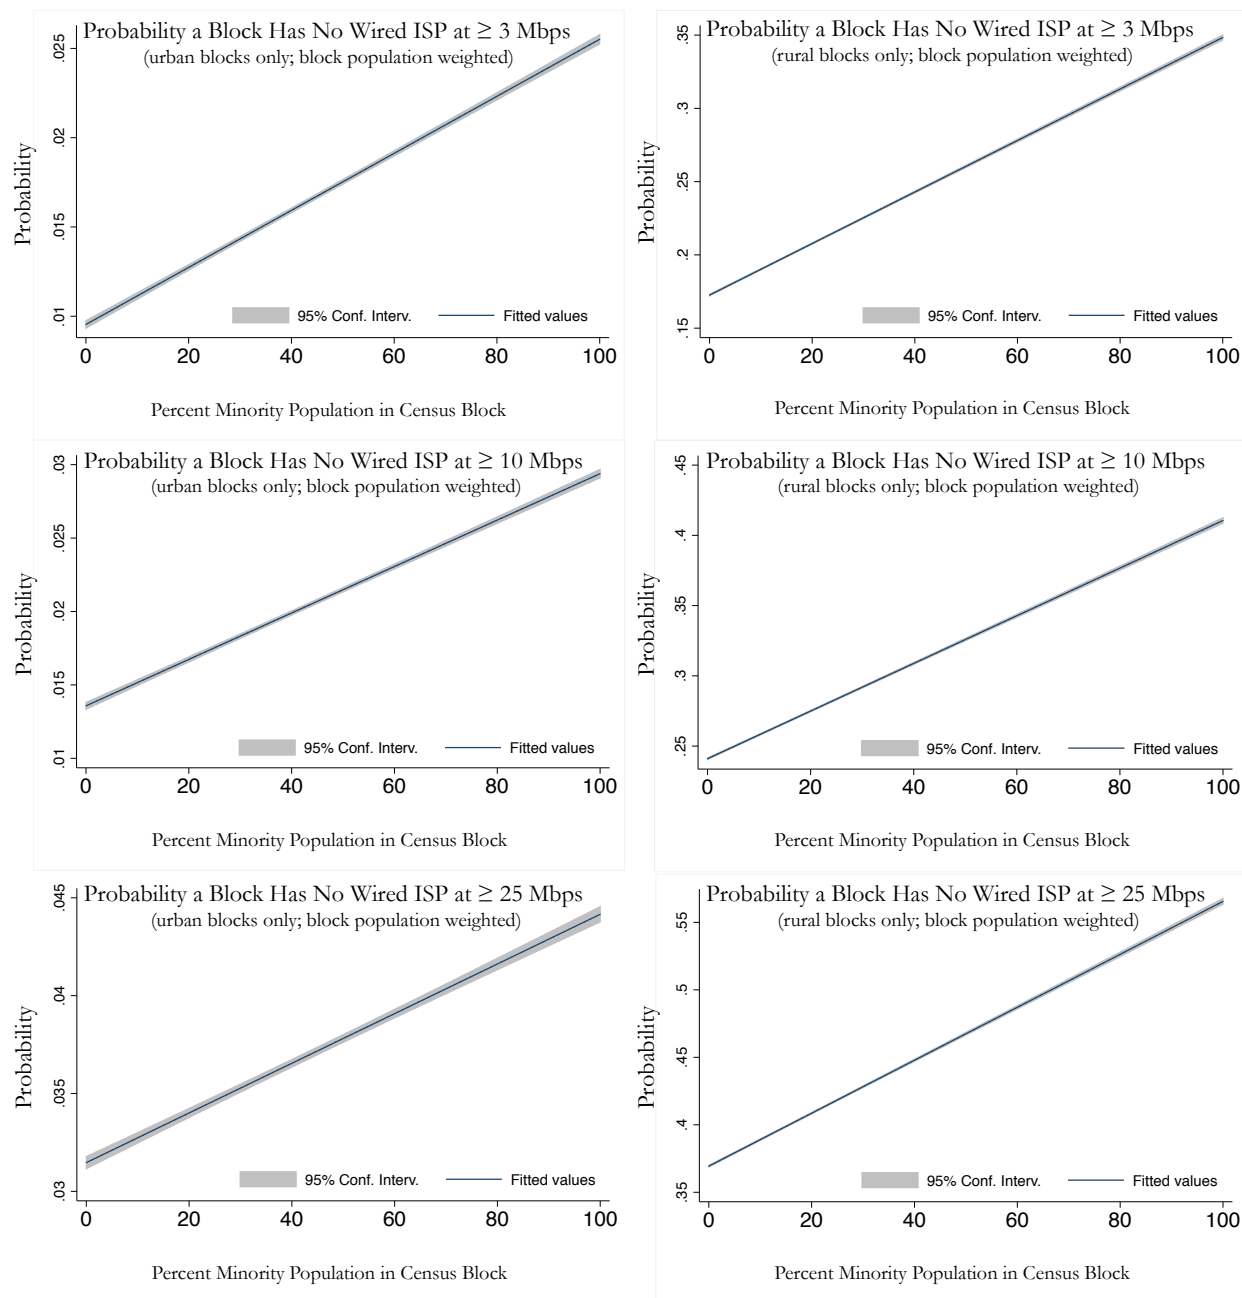 Probability a Block Has No Wired ISP at ≥ 3 Mbps
(urban blocks only; block population weighted)
Probability
.025
.02
.015
.01
95% Conf. Interv.
Fitted values
0 20 40 60 80 100
Percent Minority Population in Census Block
Probability a Block Has No Wired ISP at ≥ 3 Mbps
(rural blocks only; block population weighted)
Probability
.35
.3
.25
.2
.15
95% Conf. Interv.
Fitted values
0 20 40 60 80 100
Percent Minority Population in Census Block
Probability a Block Has No Wired ISP at ≥ 10 Mbps
(urban blocks only; block population weighted)
Probability
.03
.025
.02
.015
.01
95% Conf. Interv.
Fitted values
0 20 40 60 80 100
Percent Minority Population in Census Block
Probability a Block Has No Wired ISP at ≥ 10 Mbps
(rural blocks only; block population weighted)
Probability
.45
.4
.35
.3
.25
95% Conf. Interv.
Fitted values
0 20 40 60 80 100
Percent Minority Population in Census Block
Probability a Block Has No Wired ISP at ≥ 25 Mbps
(urban blocks only; block population weighted)
Probability
.045
.04
.035
.03
95% Conf. Interv.
Fitted values
0 20 40 60 80 100
Percent Minority Population in Census Block
Probability a Block Has No Wired ISP at ≥ 25 Mbps
(rural blocks only; block population weighted)
Probability
.55
.5
.45
.4
.35
95% Conf. Interv.
Fitted values
0 20 40 60 80 100
Percent Minority Population in Census Block